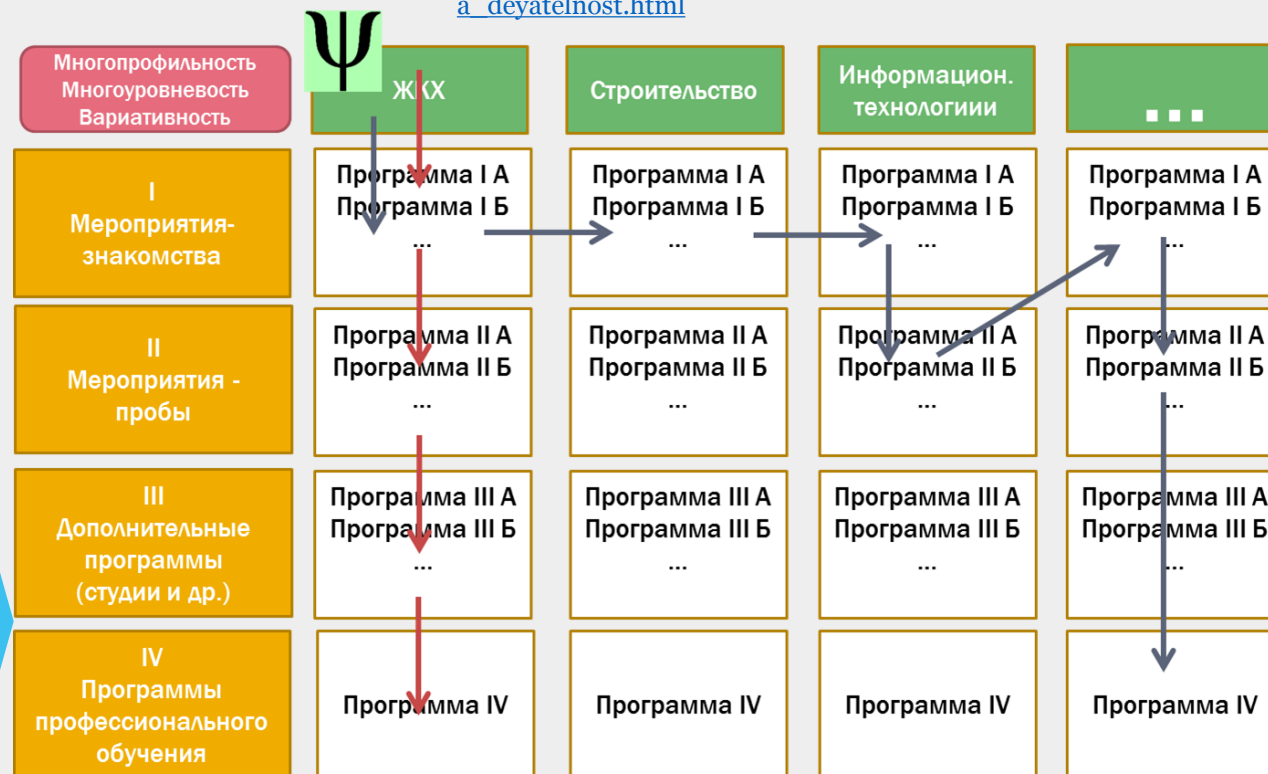 a_deyatelnost.html
Ψ
Многопрофильность
Многоуровневость
Вариативность
ЖКХ
Строительство
Информацион.
технологиии
...
I
Мероприятия-
знакомства
Программа I А
Программа I Б
...
Программа I А
Программа I Б
...
Программа I А
Программа I Б
...
Программа I А
Программа I Б
...
II
Мероприятия -
пробы
Программа II А
Программа II Б
...
Программа II А
Программа II Б
...
Программа II А
Программа II Б
...
Программа II А
Программа II Б
...
III
Дополнительные
программы
(студии и др.)
Программа III А
Программа III Б
...
Программа III А
Программа III Б
...
Программа III А
Программа III Б
...
Программа III А
Программа III Б
...
IV
Программы
профессионального
обучения
Программа IV
Программа IV
Программа IV
Программа IV